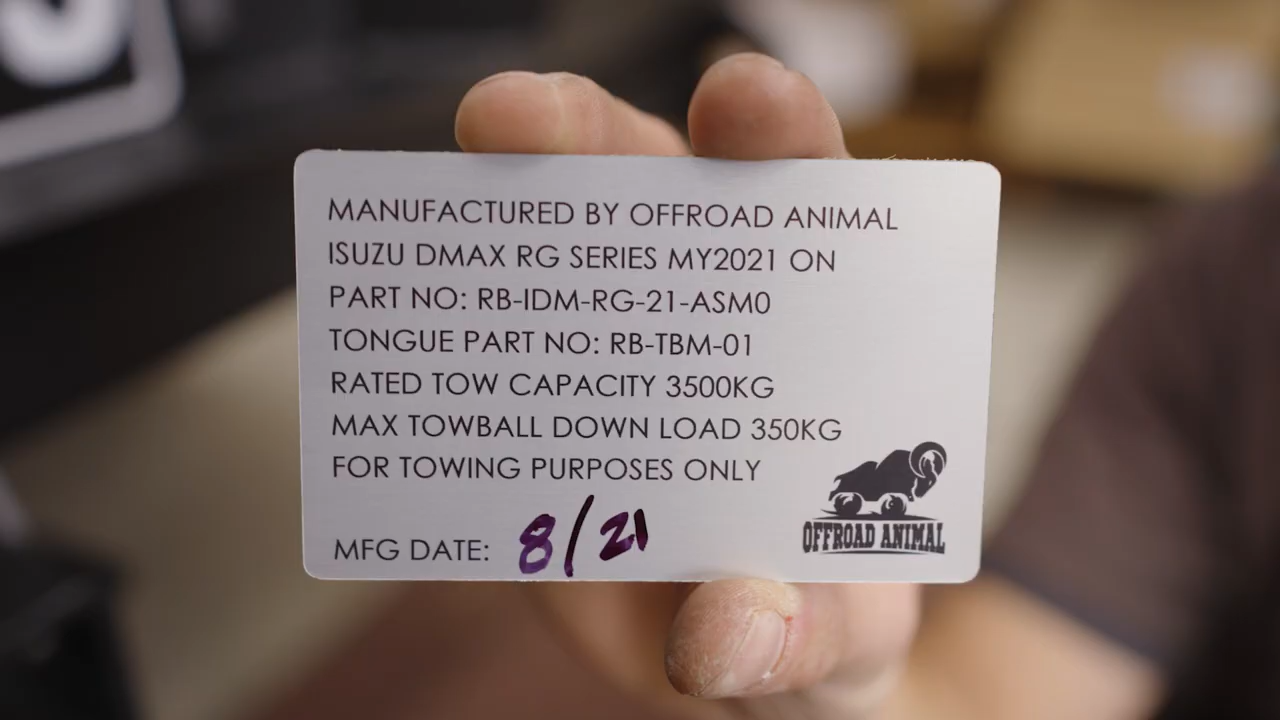 MANUFACTURED BY OFFROAD ANIMAL
ISUZU DMAX RG SERIES MY2021 ON
PART NO: RB-IDM-RG-21-ASM0
TONGUE PART NO: RB-TBM-01
RATED TOW CAPACITY 3500KG
MAX TOWBALL DOWN LOAD 350KG
FOR TOWING PURPOSES ONLY
MFG DATE: 8/21
OFFROAD ANIMAL